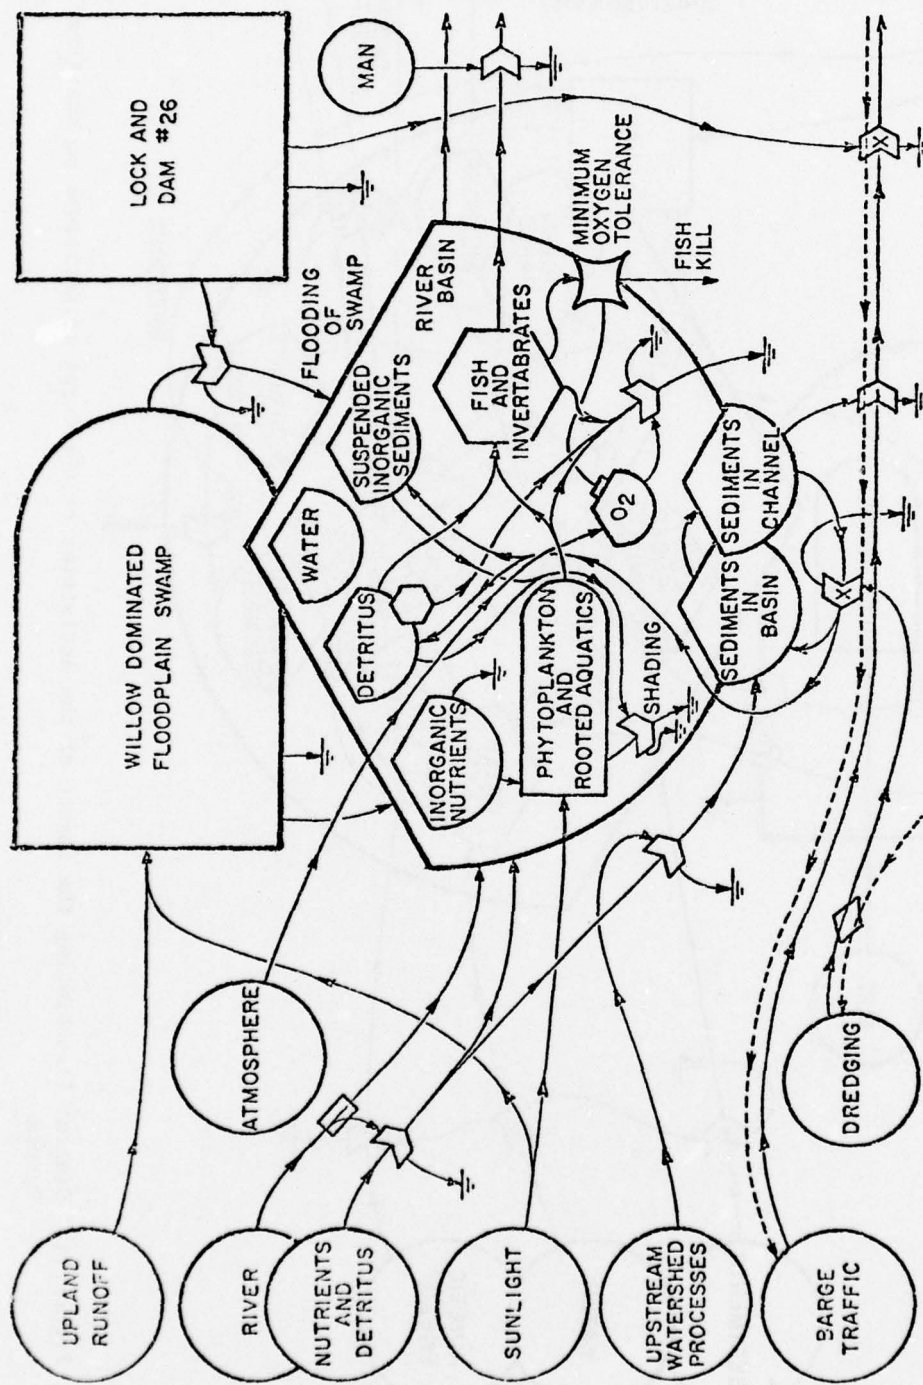 UPLAND
RUNOFF
RIVER
NUTRIENTS
AND
DETRITUS
SUNLIGHT
UPSTREAM
WATERSHED
PROCESSES
BARGE
TRAFFIC
ATMOSPHERE
DREDGING
WILLOW DOMINATED
FLOODPLAIN SWAMP
LOCK AND
DAM #26
MAN
FLOODING
OF
SWAMP
RIVER
BASIN
WATER
SUSPENDED
INORGANIC
SEDIMENTS
DETRITUS
INORGANIC
NUTRIENTS
FISH
AND
INVERTABRATES
MINIMUM
OXYGEN
TOLERANCE
FISH
KILL
O2
PHYTOPLANKTON
AND
ROOTED AQUATICS
SHADING
SEDIMENTS
IN
BASIN
SEDIMENTS
IN
CHANNEL
X
X